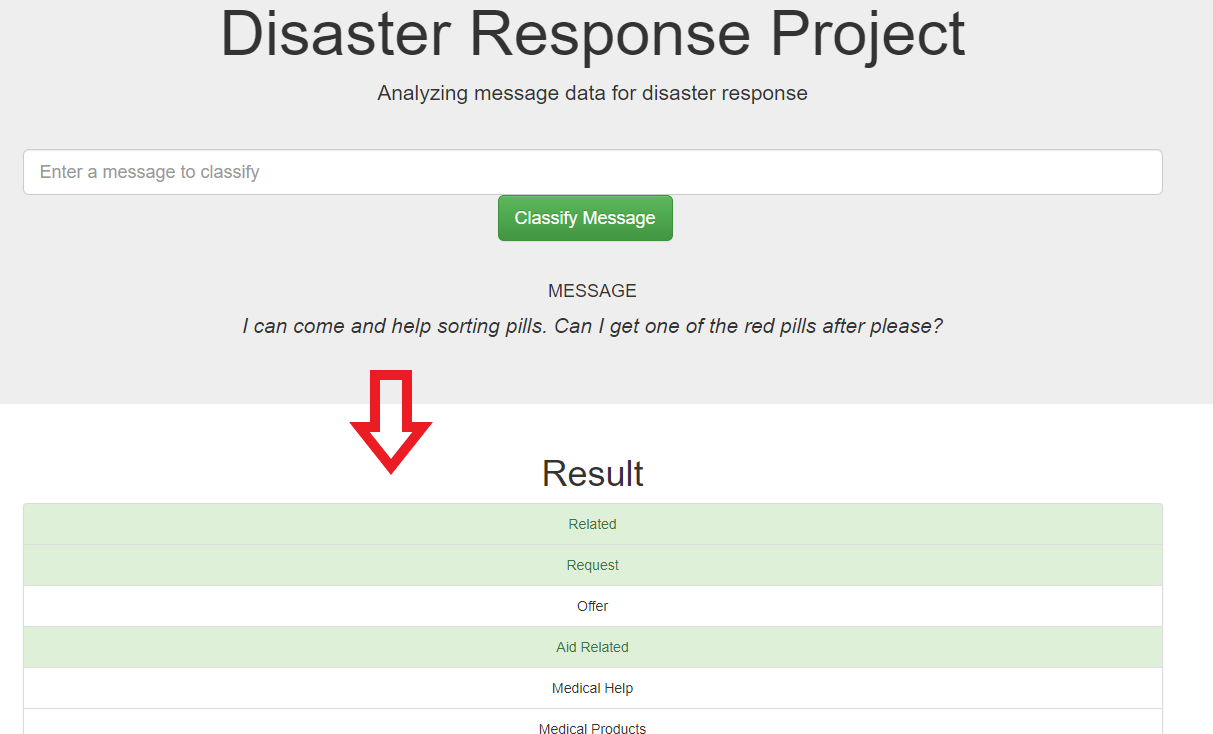 Disaster Response Project
Analyzing message data for disaster response
Enter a message to classify
Classify Message
MESSAGE
I can come and help sorting pills. Can I get one of the red pills after please?
Result
Related
Request
Offer
Aid Related
Medical Help
Medical Products